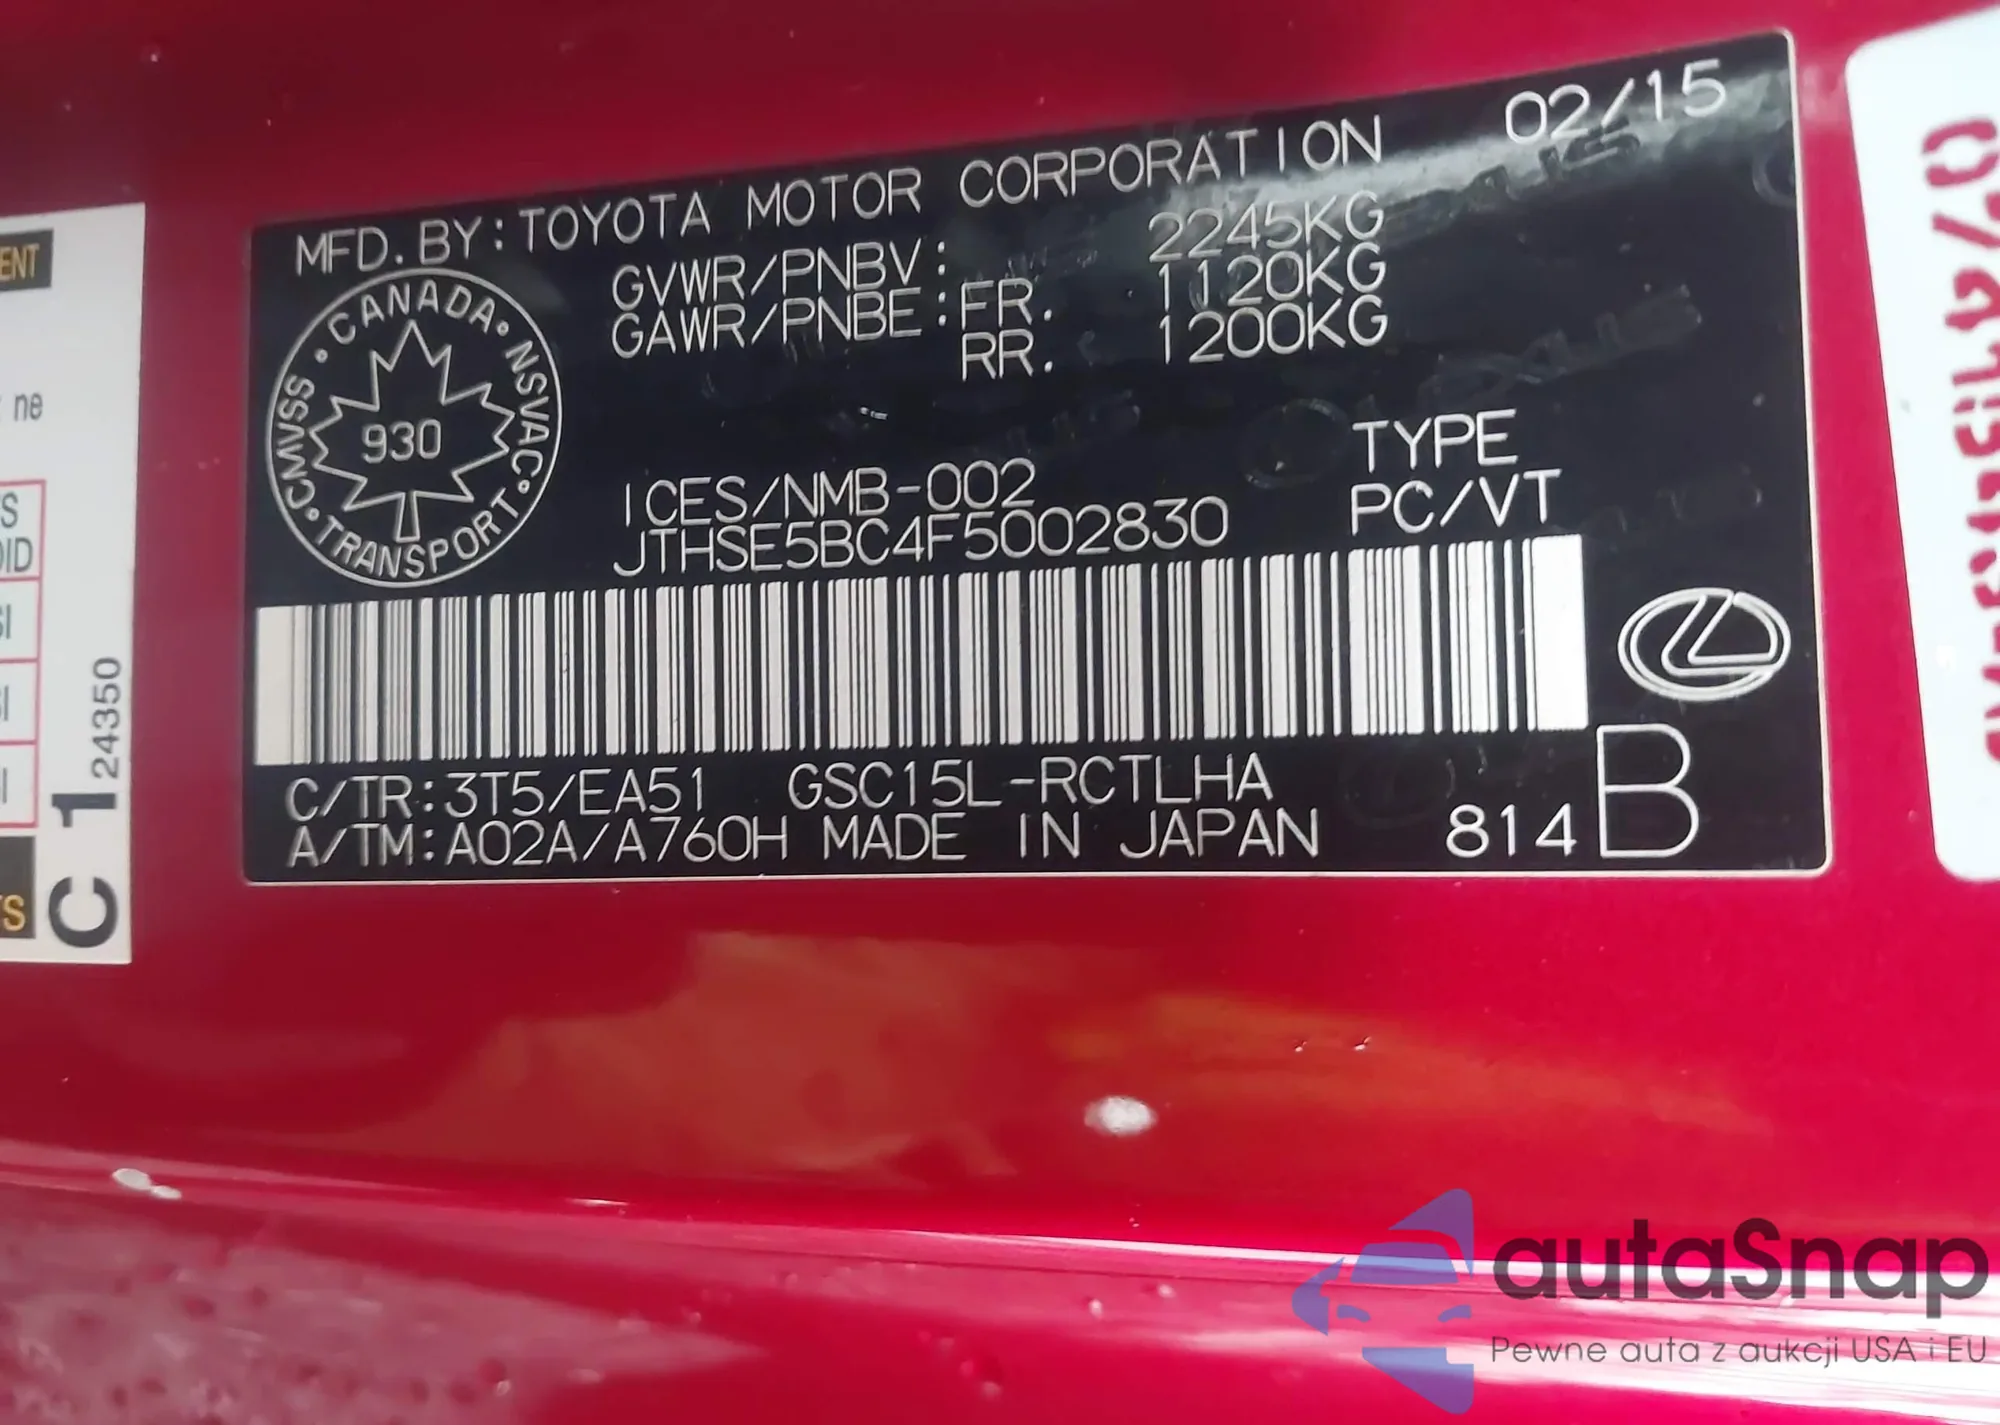 02/15
MFD. BY: TOYOTA MOTOR CORPORATION
GVWR/PNBV: 2245KG
GAWR/PNBE: FR. 1120KG
RR. 1200KG
CMVSS • CANADA • NSVAC • TRANSPORT
930
ICES/NMB-002
JTHSE5BC4F5002830
TYPE
PC/VT
C/TR: 3T5/EA51 GSC15L-RCTLHA
A/TM: A02A/A760H MADE IN JAPAN
814 B
ENT
ne
C1
24350
autaSnap
Pewne auta z aukcji USA i EU